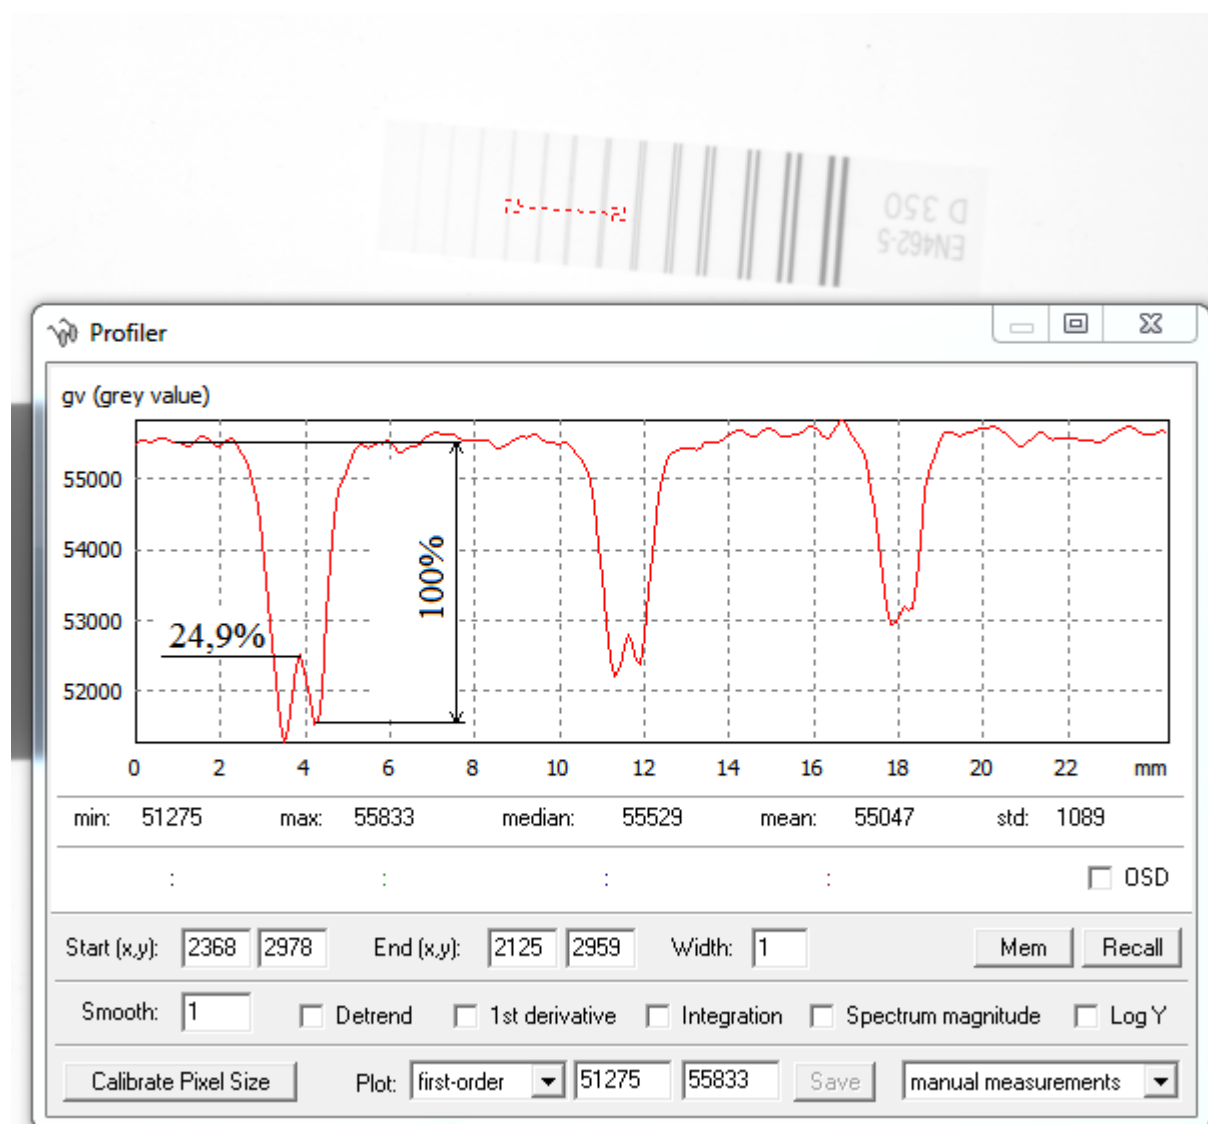 D 350
EN462-5
Profiler
gv (grey value)
55000
54000
53000
52000
24,9%
100%
0 2 4 6 8 10 12 14 16 18 20 22 mm
min: 51275 max: 55833 median: 55529 mean: 55047 std: 1089
: : : : OSD
Start (x,y): 2368 2978 End (x,y): 2125 2959 Width: 1 Mem Recall
Smooth: 1 Detrend 1st derivative Integration Spectrum magnitude Log Y
Calibrate Pixel Size Plot: first-order 51275 55833 Save manual measurements